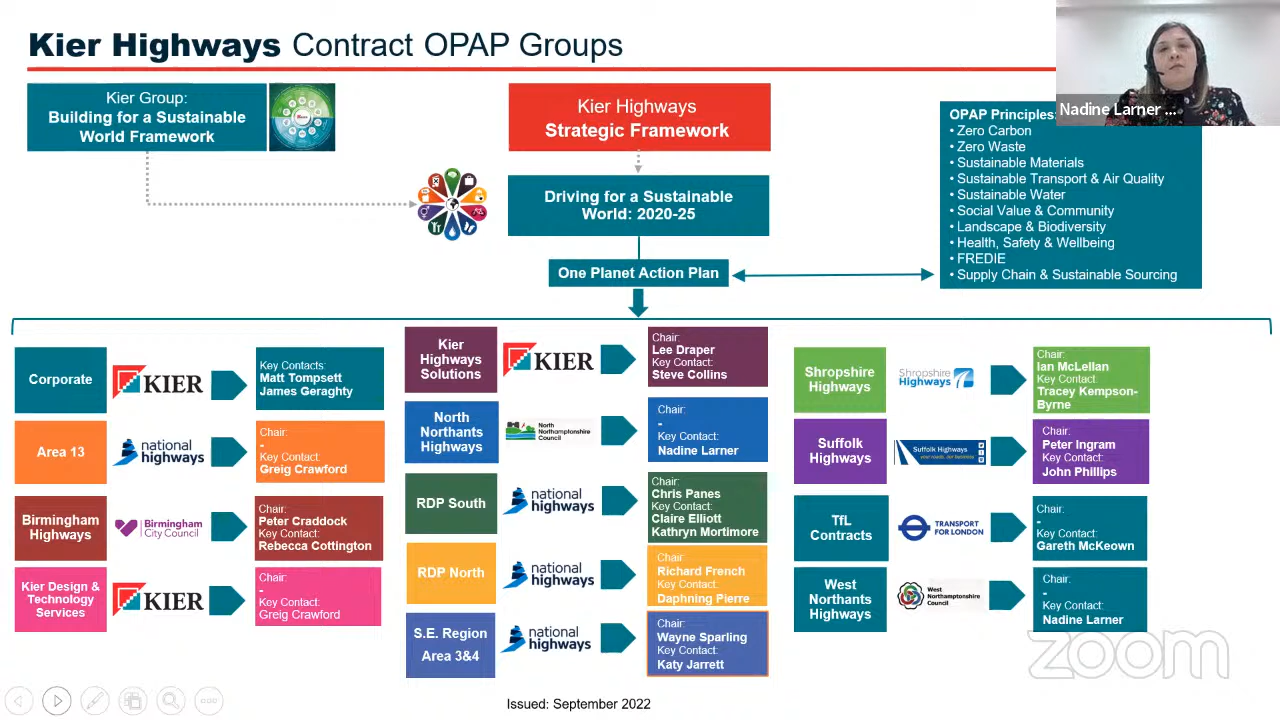 Kier Highways Contract OPAP Groups
Nadine Larner ...
Kier Group:
Building for a Sustainable
World Framework
Kier Highways
Strategic Framework
Driving for a Sustainable
World: 2020-25
One Planet Action Plan
OPAP Principles:
• Zero Carbon
• Zero Waste
• Sustainable Materials
• Sustainable Transport & Air Quality
• Sustainable Water
• Social Value & Community
• Landscape & Biodiversity
• Health, Safety & Wellbeing
• FREDIE
• Supply Chain & Sustainable Sourcing
Corporate
KIER
Key Contacts:
Matt Tompsett
James Geraghty
Area 13
national
highways
Chair:
-
Key Contact:
Greig Crawford
Birmingham
Highways
Birmingham
City Council
Chair:
Peter Craddock
Key Contact:
Rebecca Cottington
Kier Design &
Technology
Services
KIER
Chair:
-
Key Contact:
Greig Crawford
Kier
Highways
Solutions
KIER
Chair:
Lee Draper
Key Contact:
Steve Collins
North
Northants
Highways
North
Northamptonshire
Council
Chair:
-
Key Contact:
Nadine Larner
RDP South
national
highways
Chair:
Chris Panes
Key Contact:
Claire Elliott
Kathryn Mortimore
RDP North
national
highways
Chair:
Richard French
Key Contact:
Daphning Pierre
S.E. Region
Area 3&4
national
highways
Chair:
Wayne Sparling
Key Contact:
Katy Jarrett
Shropshire
Highways
Shropshire
Highways
Chair:
Ian McLellan
Key Contact:
Tracey Kempson-
Byrne
Suffolk
Highways
Suffolk Highways
your roads, our business
Chair:
Peter Ingram
Key Contact:
John Phillips
TfL
Contracts
TRANSPORT
FOR LONDON
Chair:
-
Key Contact:
Gareth McKeown
West
Northants
Highways
West
Northamptonshire
Council
Chair:
-
Key Contact:
Nadine Larner
zoom
Issued: September 2022